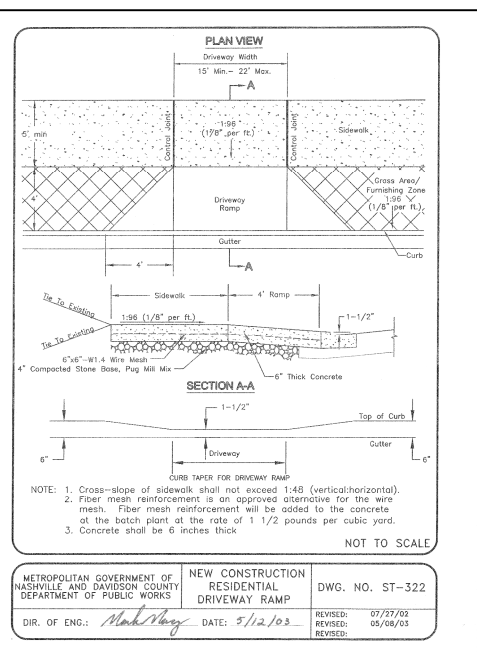 PLAN VIEW
Driveway Width
15' Min.- 22' Max.
A
5' min
Control Joint
1:96
(1/8" per ft.)
Control Joint
Sidewalk
4'
Driveway
Ramp
Grass Area/
Furnishing Zone
1:96
(1/8" per ft.)
Gutter
Curb
4'
A
Tie To Existing
Sidewalk
4' Ramp
1:96 (1/8" per ft.)
1-1/2"
Tie To Existing
6"x6"-W1.4 Wire Mesh
4" Compacted Stone Base, Pug Mill Mix
6" Thick Concrete
SECTION A-A
1-1/2"
Top of Curb
Gutter
6"
Driveway
6"
CURB TAPER FOR DRIVEWAY RAMP
NOTE: 1. Cross-slope of sidewalk shall not exceed 1:48 (vertical:horizontal).
2. Fiber mesh reinforcement is an approved alternative for the wire
mesh. Fiber mesh reinforcement will be added to the concrete
at the batch plant at the rate of 1 1/2 pounds per cubic yard.
3. Concrete shall be 6 inches thick
NOT TO SCALE
METROPOLITAN GOVERNMENT OF
NASHVILLE AND DAVIDSON COUNTY
DEPARTMENT OF PUBLIC WORKS
NEW CONSTRUCTION
RESIDENTIAL
DRIVEWAY RAMP
DWG. NO. ST-322
DIR. OF ENG.: DATE: 5/12/03
REVISED: 07/27/02
REVISED: 05/08/03
REVISED: